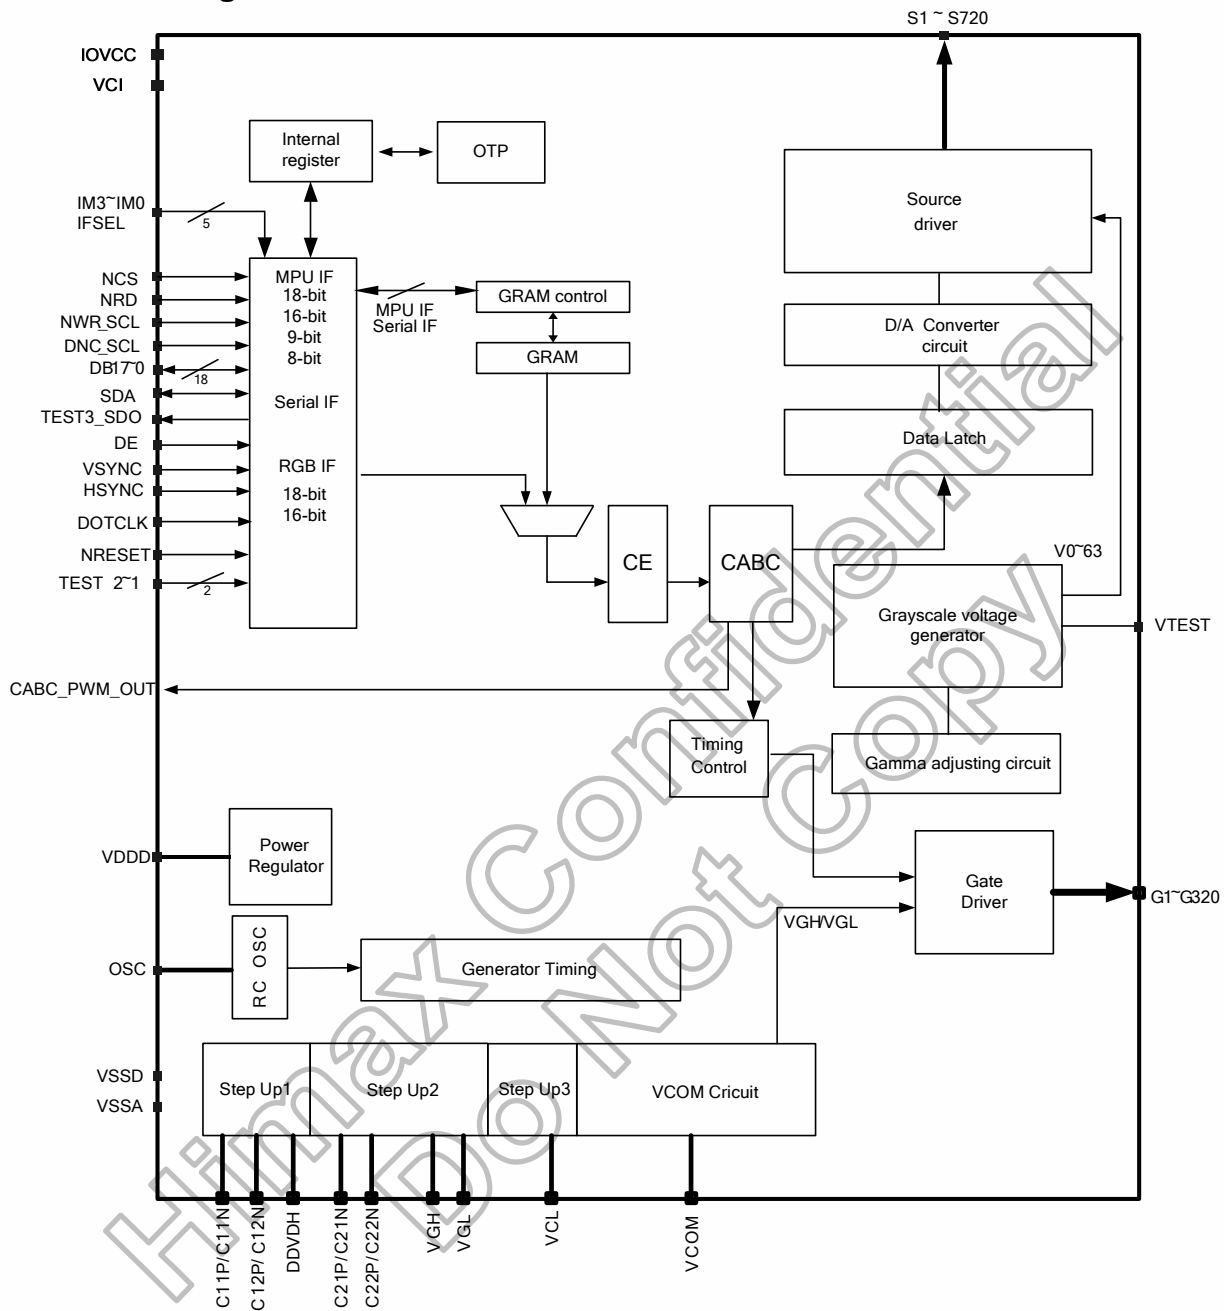 S1 ~ S720
IOVCC
VCI
Internal
register
OTP
IM3~IM0
IFSEL
5
Source
driver
NCS
NRD
NWR_SCL
DNC_SCL
DB17~0
18
SDA
TEST3_SDO
DE
VSYNC
HSYNC
DOTCLK
NRESET
TEST 2~1
2
MPU IF
18-bit
16-bit
9-bit
8-bit
Serial IF
RGB IF
18-bit
16-bit
MPU IF
Serial IF
GRAM control
GRAM
D/A Converter
circuit
Data Latch
CE
CABC
V0~63
Grayscale voltage
generator
VTEST
CABC_PWM_OUT
Timing
Control
Gamma adjusting circuit
VDDD
Power
Regulator
Gate
Driver
G1~G320
VGH/VGL
OSC
RC OSC
Generator Timing
VSSD
VSSA
Step Up1
Step Up2
Step Up3
VCOM Cricuit
C11P/C11N
C12P/C12N
DDVDH
C21P/C21N
C22P/C22N
VGH
VGL
VCL
VCOM
Himax Confidential
Do Not Copy